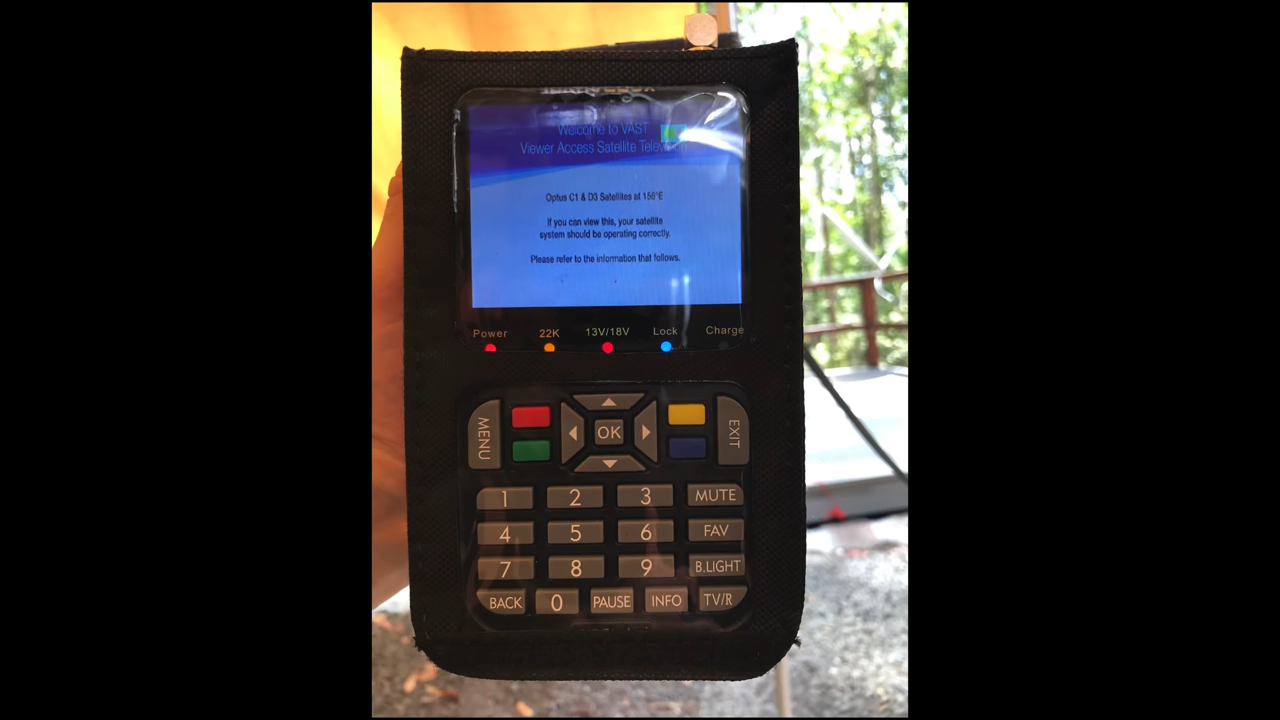 Welcome to VAST
Viewer Access Satellite Television
Optus C1 & D3 Satellites at 156°E
If you can view this, your satellite
system should be operating correctly.
Please refer to the information that follows.
Power 22K 13V/18V Lock Charge
MENU OK EXIT
1 2 3 MUTE
4 5 6 FAV
7 8 9 B.LIGHT
BACK 0 PAUSE INFO TV/R